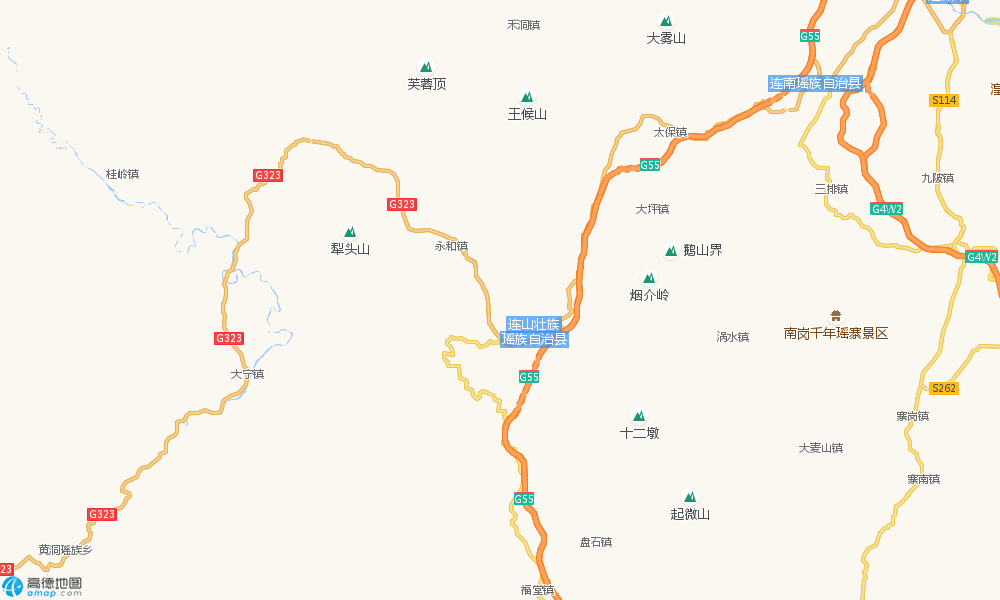 禾洞镇
大雾山
G55
芙蓉顶
连南瑶族自治县
王候山
S114
太保镇
G55
桂岭镇
G323
九陂镇
三排镇
G323
大坪镇
G4W2
犁头山
永和镇
鹅山界
G4W2
烟介岭
连山壮族
瑶族自治县
南岗千年瑶寨景区
G323
涡水镇
大宁镇
G55
S262
寨岗镇
十二墩
大麦山镇
寨南镇
G55
G323
起微山
盘石镇
黄洞瑶族乡
23
高德地图
amap.com
福堂镇